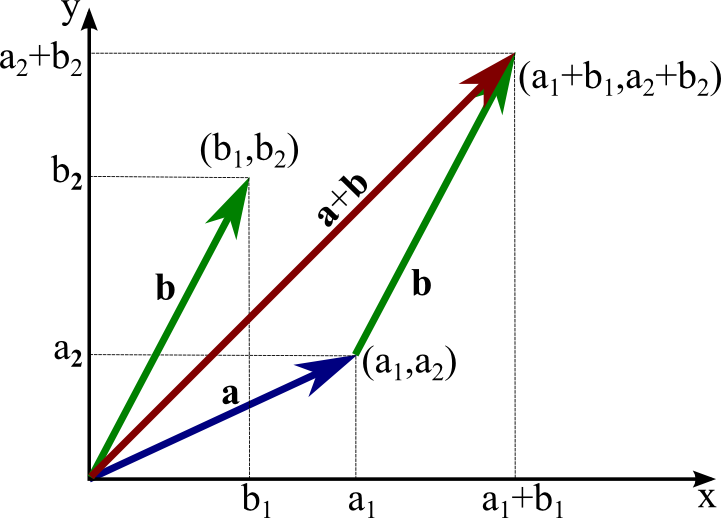 y
a₂+b₂
(a₁+b₁,a₂+b₂)
(b₁,b₂)
b₂
a+b
b
b
a₂
(a₁,a₂)
a
b₁
a₁
a₁+b₁
x